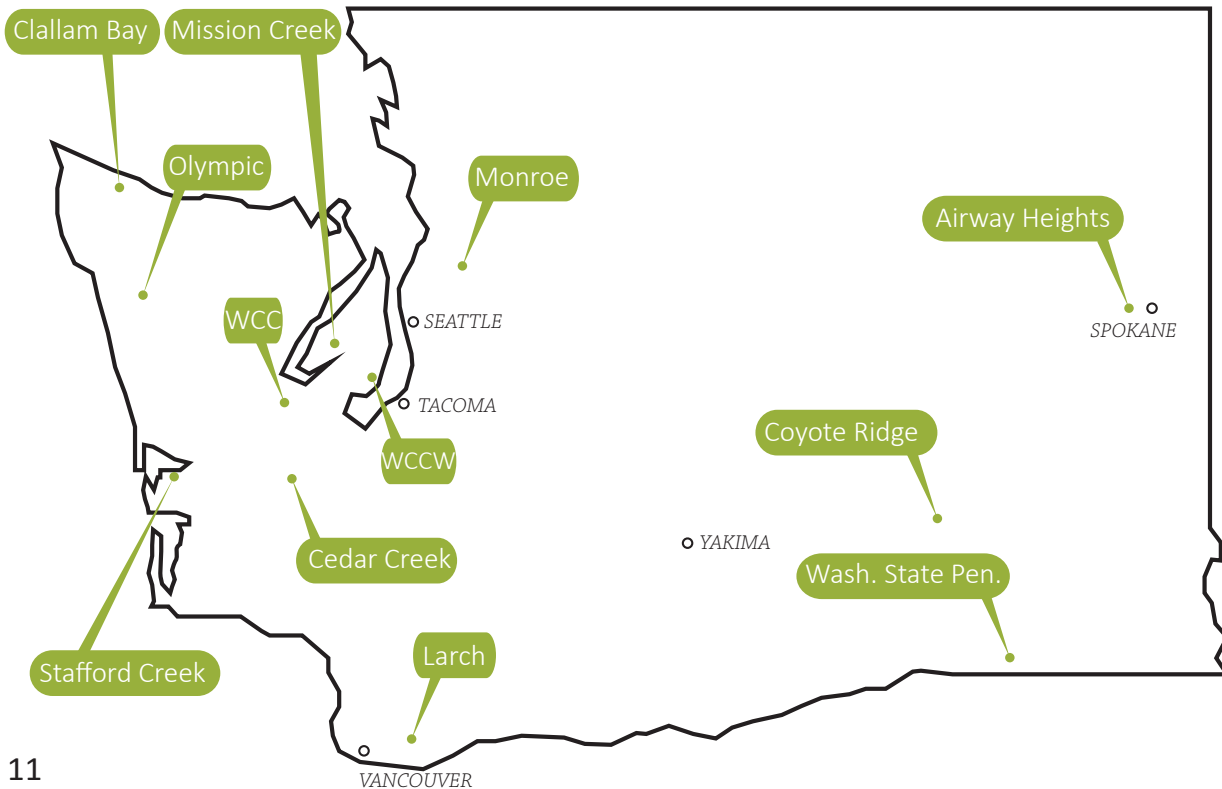 Clallam Bay
Mission Creek
Olympic
Monroe
Airway Heights
WCC
SEATTLE
SPOKANE
TACOMA
Coyote Ridge
WCCW
YAKIMA
Cedar Creek
Wash. State Pen.
Stafford Creek
Larch
11
VANCOUVER